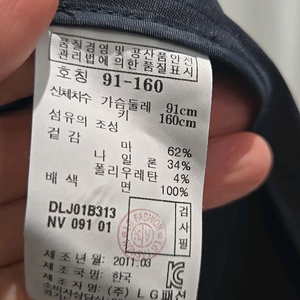 품질경영 및 공산품안전
관리법에 의한 품질표시
호칭 91-160
신체치수 가슴둘레 91cm
키 160cm
섬유의 조성
겉감 마 62%
나일론 34%
폴리우레탄 4%
배색 면 100%
DLJ01B313
NV 091 01
검사필
제조년월 : 2011.03
제조국명 : 한국
제조자명 : (주) LG패션